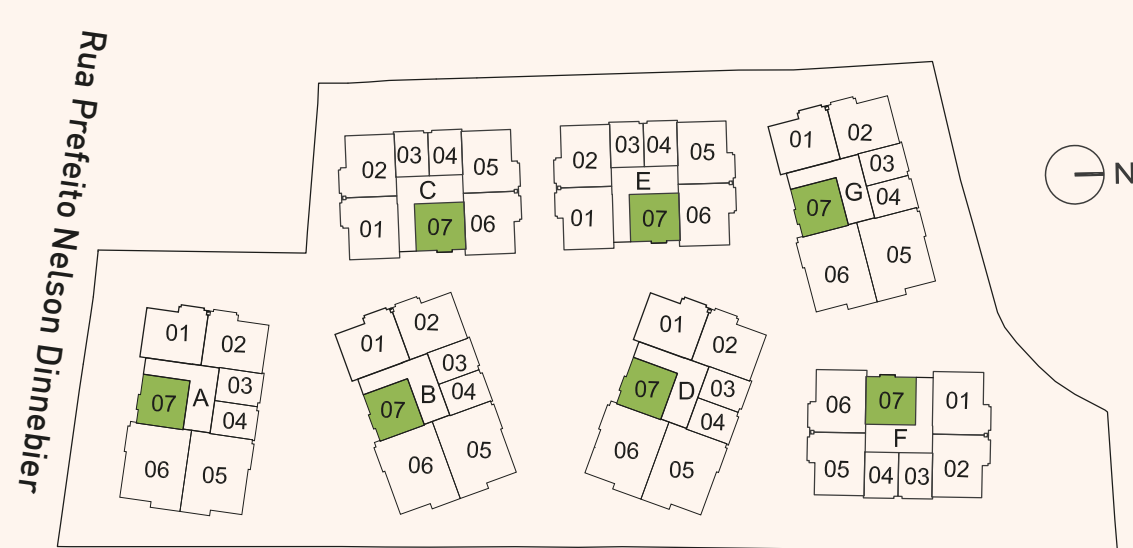 Rua Prefeito Nelson Dinnebier
02 03 04 05
C
01 07 06
02 03 04 05
E
01 07 06
01 02
03
07 G 04
06 05
N
01 02
03
07 A
04
06 05
01 02
03
07 B 04
06 05
01 02
07 D 03
04
06 05
06 07 01
F
05 04 03 02